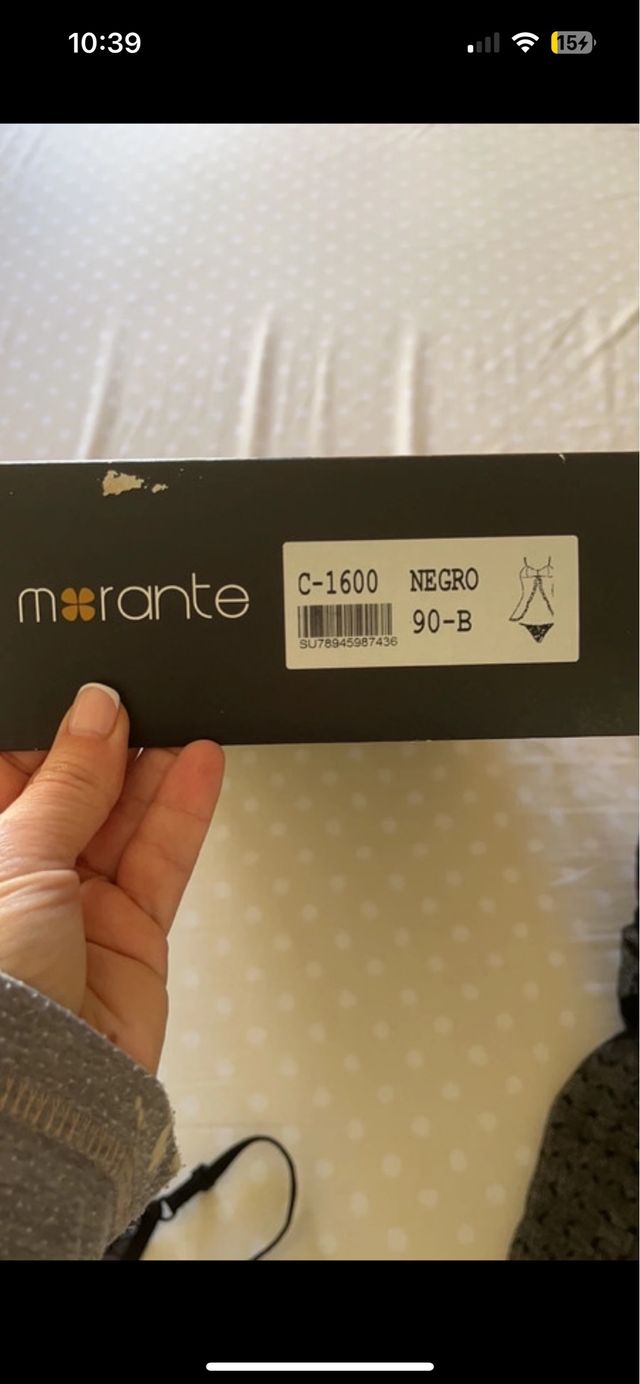 10:39
15
morante
C-1600 NEGRO
90-B
SU78945987436